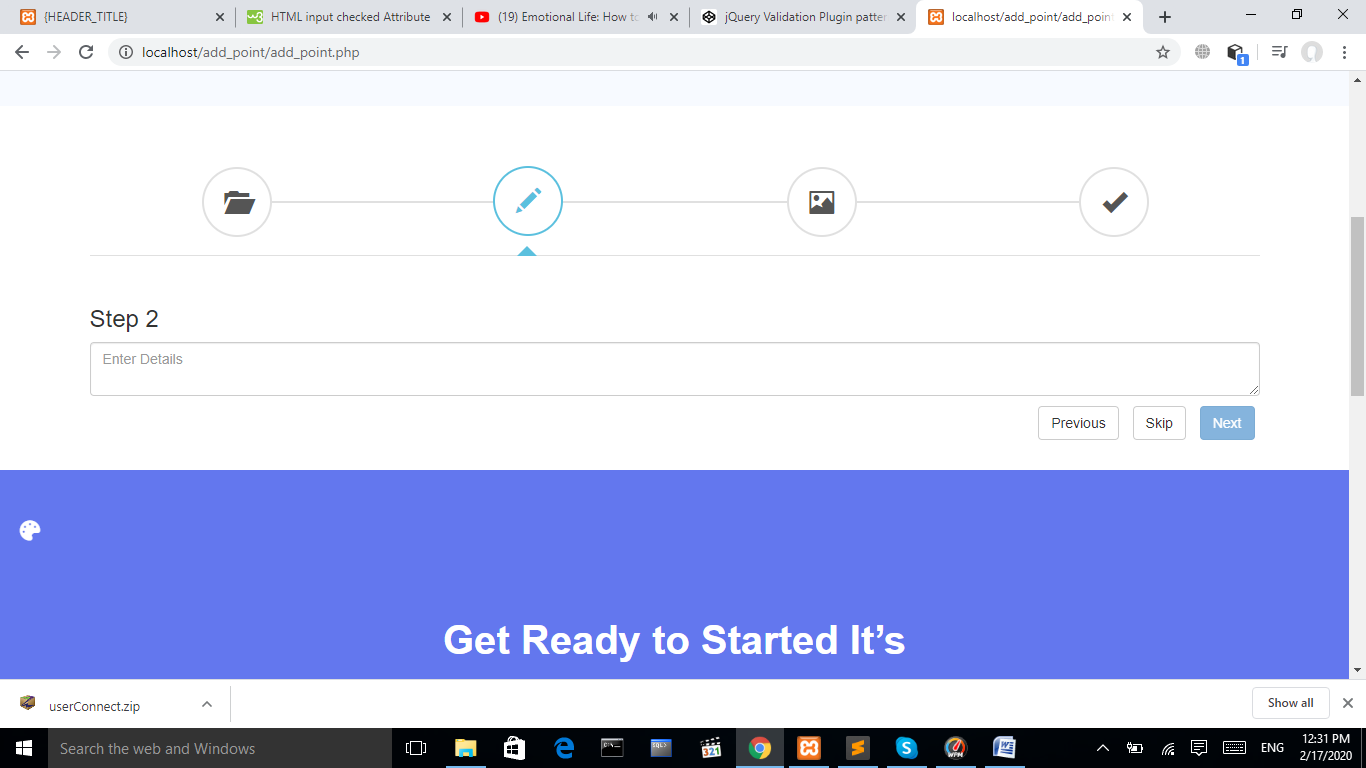 {HEADER_TITLE}
HTML input checked Attribute
(19) Emotional Life: How to
jQuery Validation Plugin patter
localhost/add_point/add_point
localhost/add_point/add_point.php
1
Step 2
Enter Details
Previous
Skip
Next
Get Ready to Started It’s
userConnect.zip
Show all
Search the web and Windows
321
ENG
12:31 PM
2/17/2020